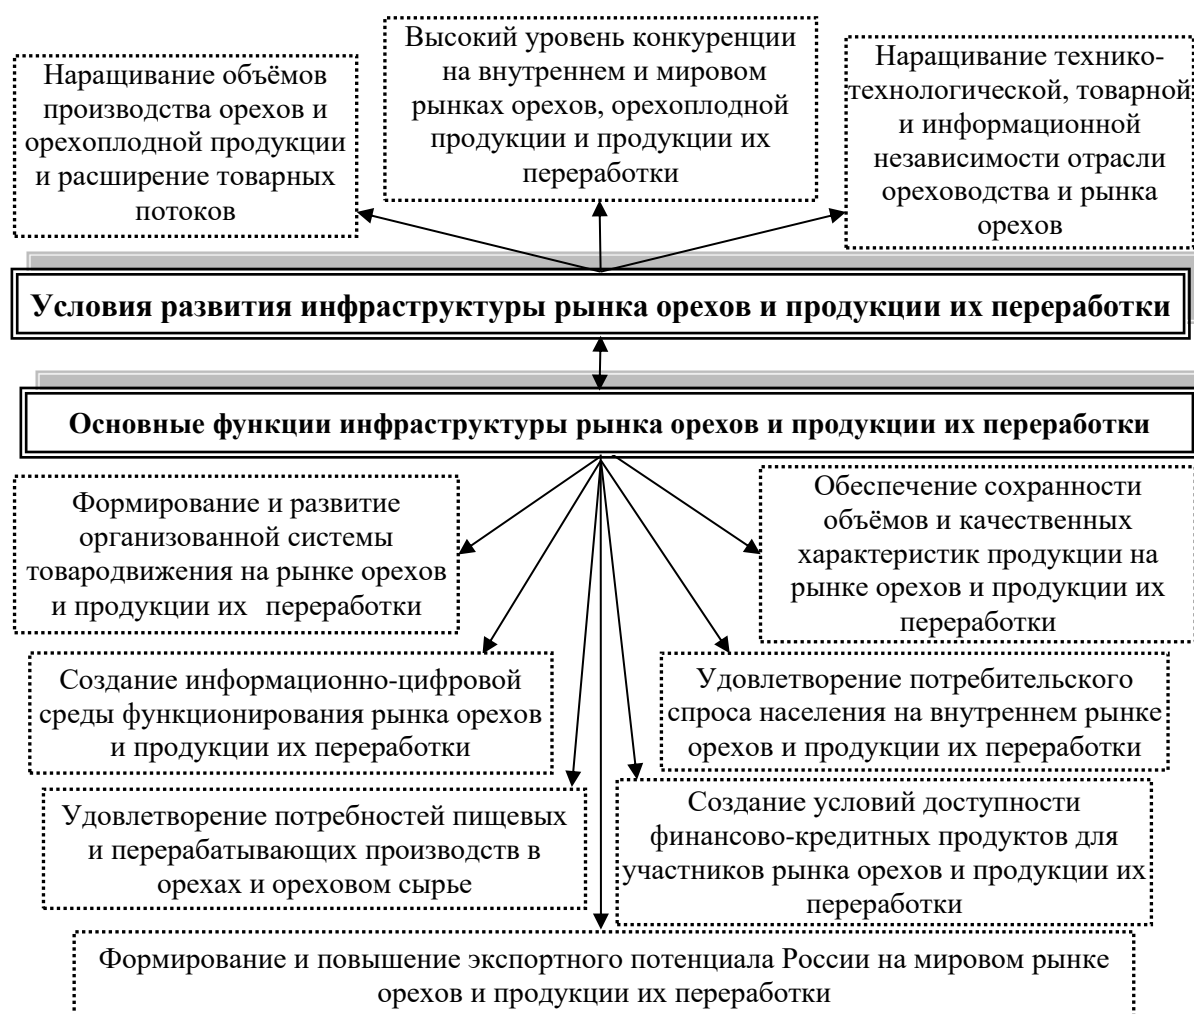 Наращивание объёмов
производства орехов и
орехоплодной продукции
и расширение товарных
потоков
Высокий уровень конкуренции
на внутреннем и мировом
рынках орехов, орехоплодной
продукции и продукции их
переработки
Наращивание технико-
технологической, товарной
и информационной
независимости отрасли
ореховодства и рынка
орехов
Условия развития инфраструктуры рынка орехов и продукции их переработки
Основные функции инфраструктуры рынка орехов и продукции их переработки
Формирование и развитие
организованной системы
товародвижения на рынке орехов
и продукции их переработки
Обеспечение сохранности
объёмов и качественных
характеристик продукции на
рынке орехов и продукции их
переработки
Создание информационно-цифровой
среды функционирования рынка орехов
и продукции их переработки
Удовлетворение потребительского
спроса населения на внутреннем рынке
орехов и продукции их переработки
Удовлетворение потребностей пищевых
и перерабатывающих производств в
орехах и ореховом сырье
Создание условий доступности
финансово-кредитных продуктов для
участников рынка орехов и продукции их
переработки
Формирование и повышение экспортного потенциала России на мировом рынке
орехов и продукции их переработки